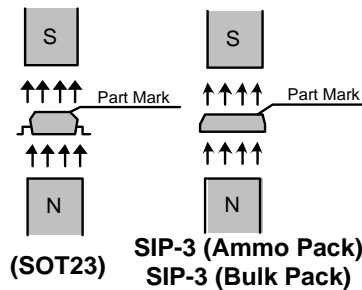 S
Part Mark
N
(SOT23)
S
Part Mark
N
SIP-3 (Ammo Pack)
SIP-3 (Bulk Pack)